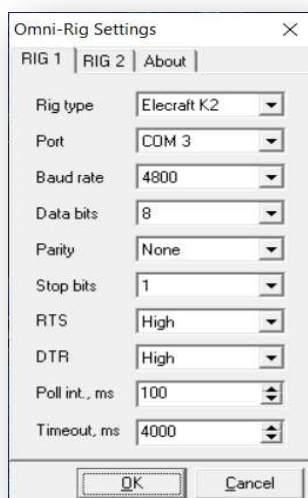 Omni-Rig Settings
RIG 1 RIG 2 About
Rig type Elecraft K2
Port COM 3
Baud rate 4800
Data bits 8
Parity None
Stop bits 1
RTS High
DTR High
Poll int., ms 100
Timeout, ms 4000
OK Cancel